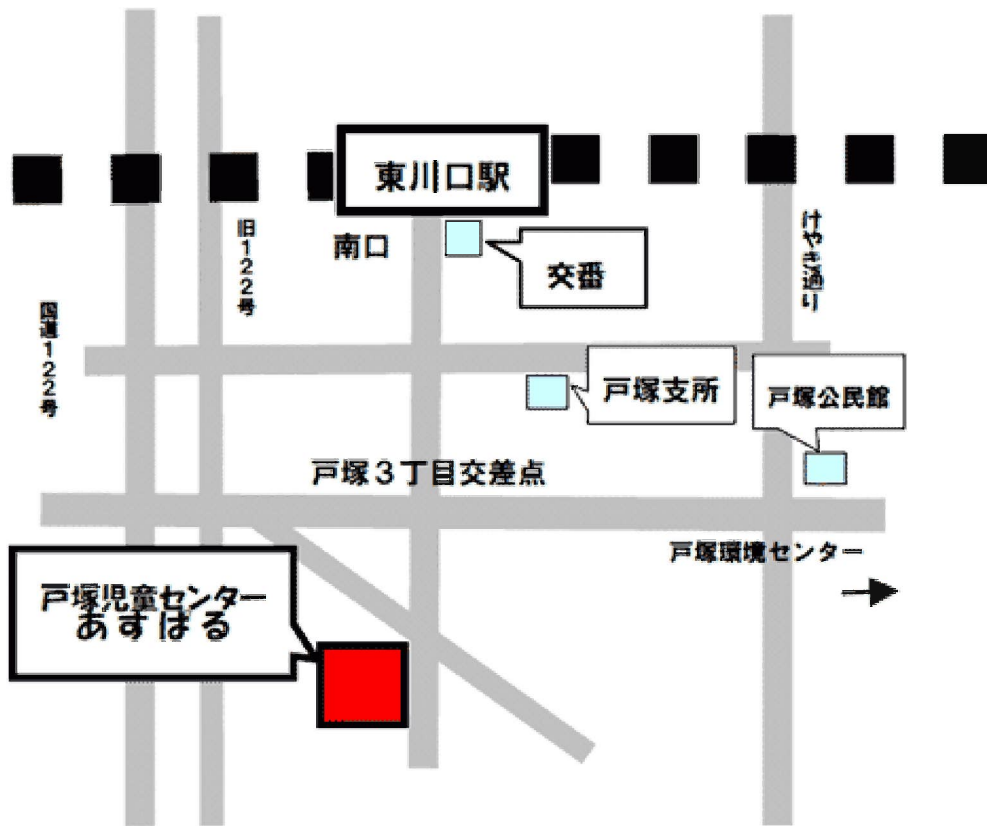 東川口駅
南口
交番
旧122号
けやき通り
国道122号
戸塚支所
戸塚公民館
戸塚3丁目交差点
戸塚環境センター
戸塚児童センター
あすぱる